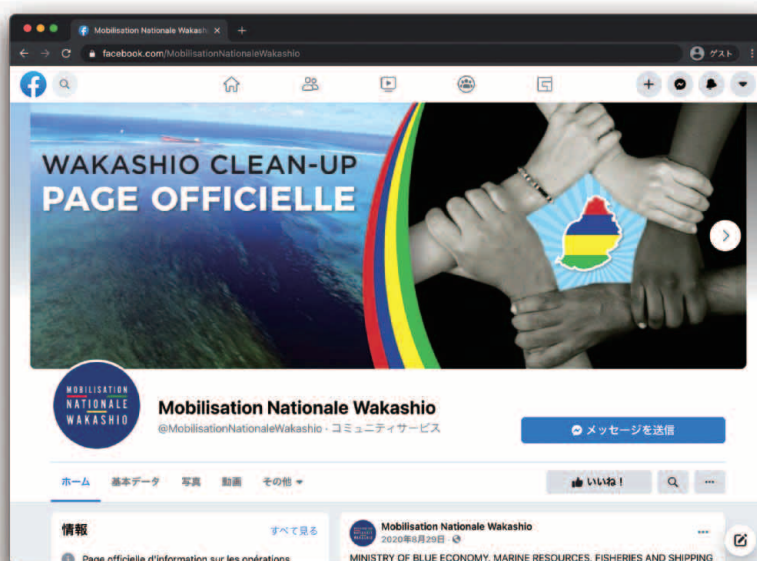 Mobilisation Nationale Wakash
facebook.com/MobilisationNationaleWakashio
ゲスト
WAKASHIO CLEAN-UP
PAGE OFFICIELLE
MOBILISATION
NATIONALE
WAKASHIO
Mobilisation Nationale Wakashio
@MobilisationNationaleWakashio · コミュニティサービス
メッセージを送信
ホーム 基本データ 写真 動画 その他
いいね！
情報 すべて見る
Page officielle d'information sur les opérations
Mobilisation Nationale Wakashio
2020年8月29日
MINISTRY OF BLUE ECONOMY, MARINE RESOURCES, FISHERIES AND SHIPPING